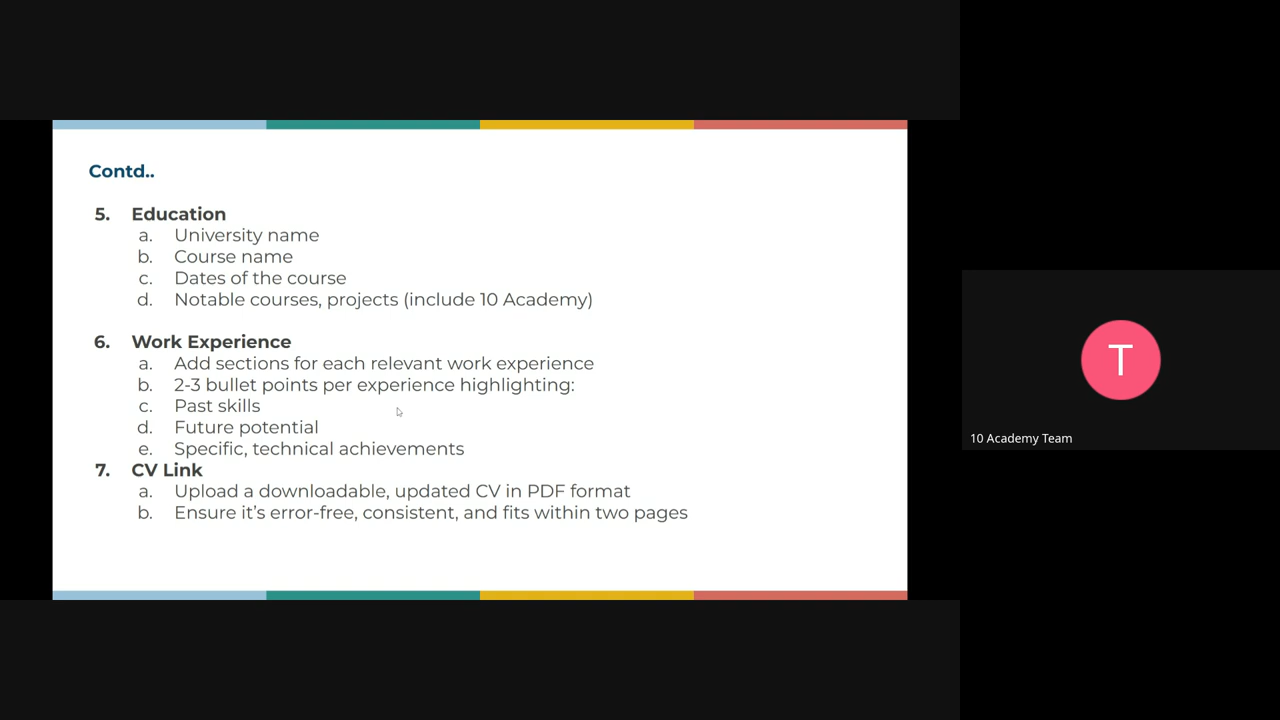 Contd..
5. Education
a. University name
b. Course name
c. Dates of the course
d. Notable courses, projects (include 10 Academy)
6. Work Experience
a. Add sections for each relevant work experience
b. 2-3 bullet points per experience highlighting:
c. Past skills
d. Future potential
e. Specific, technical achievements
7. CV Link
a. Upload a downloadable, updated CV in PDF format
b. Ensure it’s error-free, consistent, and fits within two pages
T
10 Academy Team